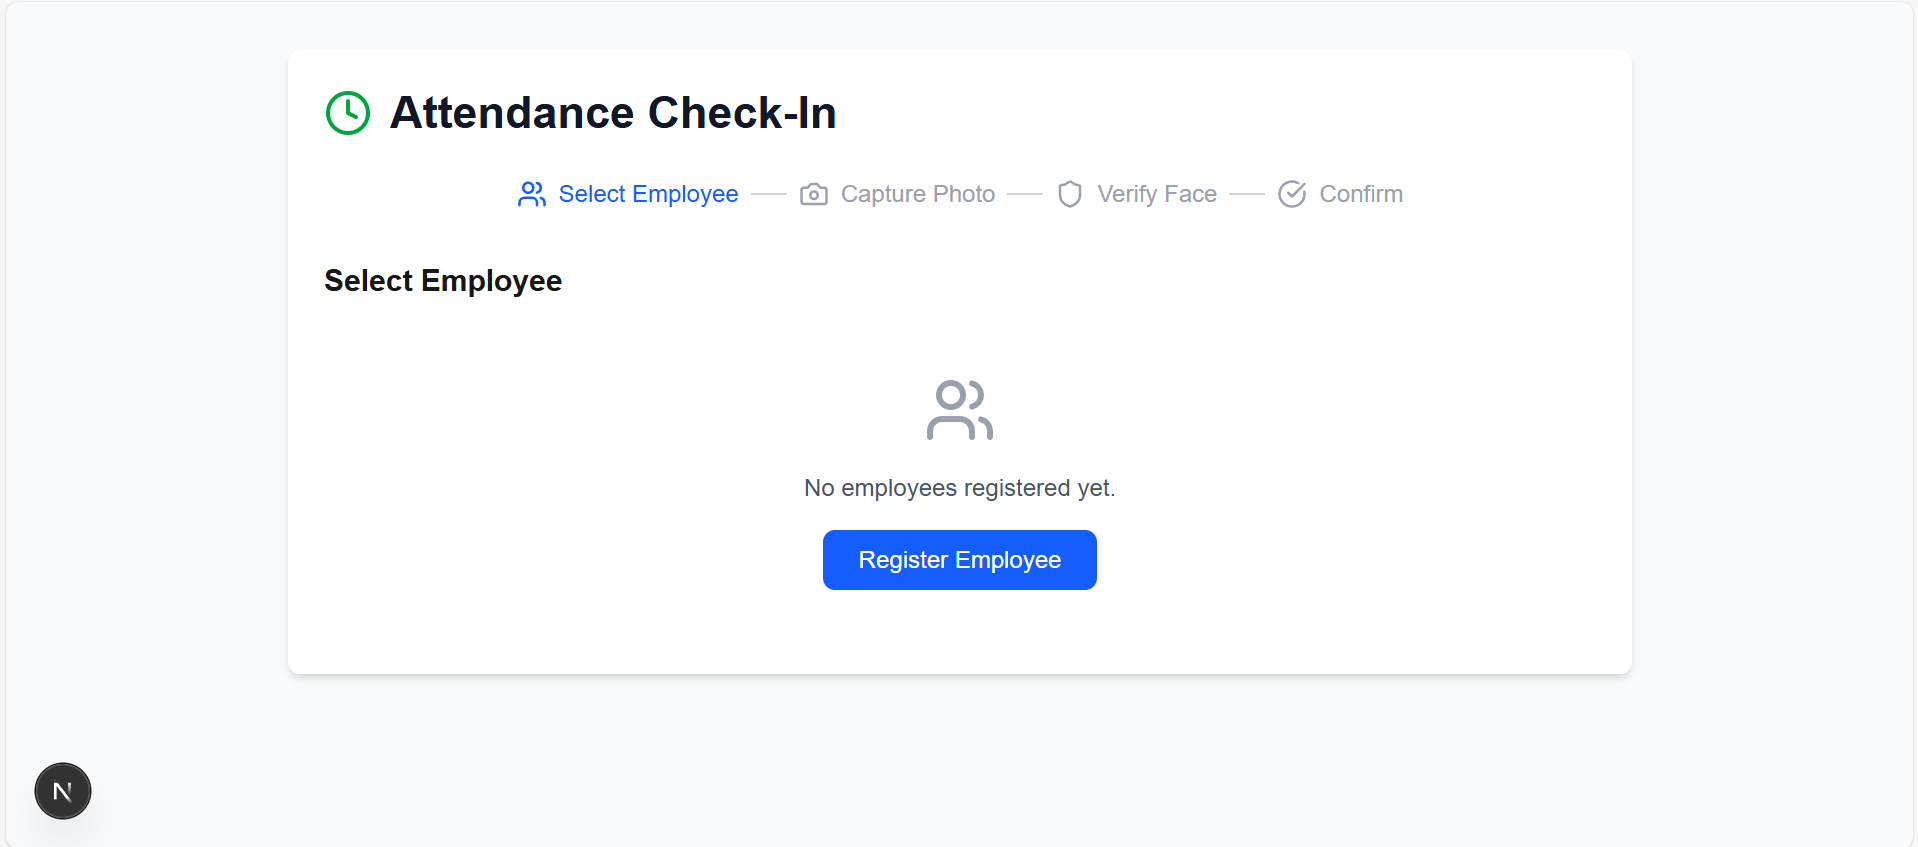 Attendance Check-In
Select Employee
Capture Photo
Verify Face
Confirm
Select Employee
No employees registered yet.
Register Employee
N